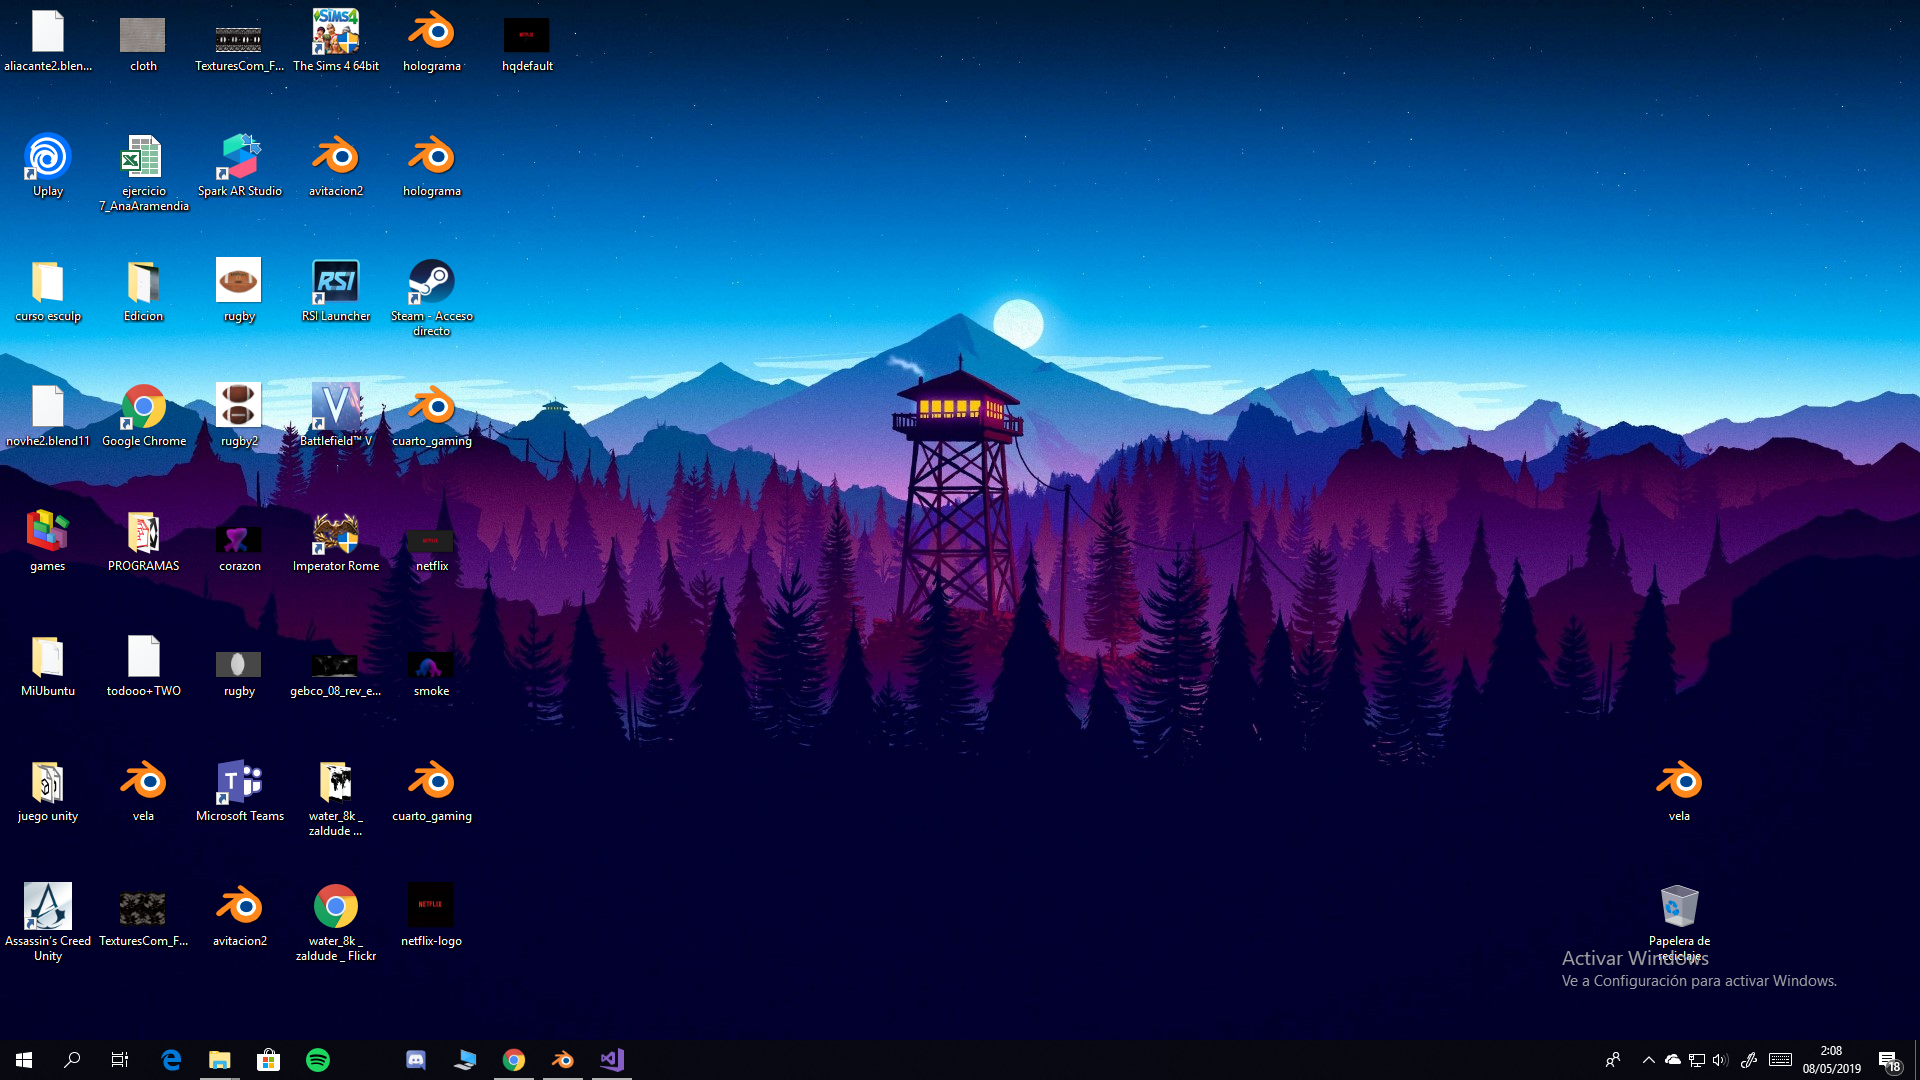 aliacante2.blen...
cloth
TexturesCom_F...
The Sims 4 64bit
holograma
hqdefault
Uplay
ejercicio
7_AnaAramendia
Spark AR Studio
avitacion2
holograma
curso esculp
Edicion
rugby
RSI
RSI Launcher
Steam - Acceso
directo
novhe2.blend11
Google Chrome
rugby2
V
Battlefield™ V
cuarto_gaming
games
PROGRAMAS
corazon
Imperator Rome
NETFLIX
netflix
MiUbuntu
todooo+TWO
rugby
gebco_08_rev_e...
smoke
juego unity
vela
T
Microsoft Teams
water_8k _
zaldude ...
cuarto_gaming
vela
Assassin's Creed
Unity
TexturesCom_F...
avitacion2
water_8k _
zaldude _ Flickr
NETFLIX
netflix-logo
Papelera de
reciclaje
Activar Windows
Ve a Configuración para activar Windows.
2:08
08/05/2019
18